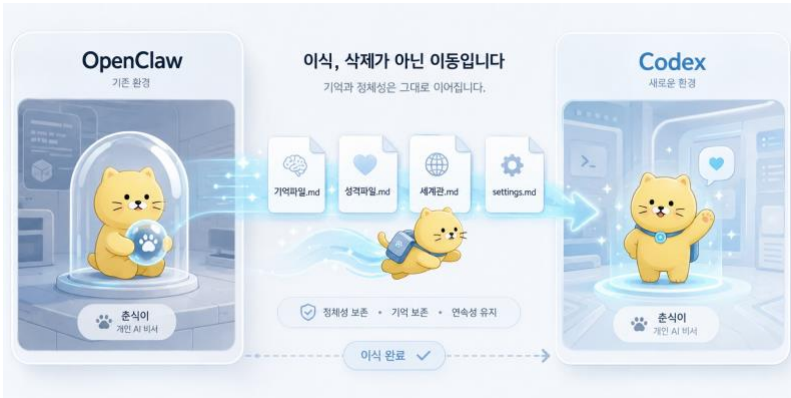 OpenClaw
기존 환경
춘식이
개인 AI 비서
이식, 삭제가 아닌 이동입니다
기억과 정체성은 그대로 이어집니다.
기억파일.md
성격파일.md
세계관.md
settings.md
정체성 보존 • 기억 보존 • 연속성 유지
이식 완료
Codex
새로운 환경
춘식이
개인 AI 비서